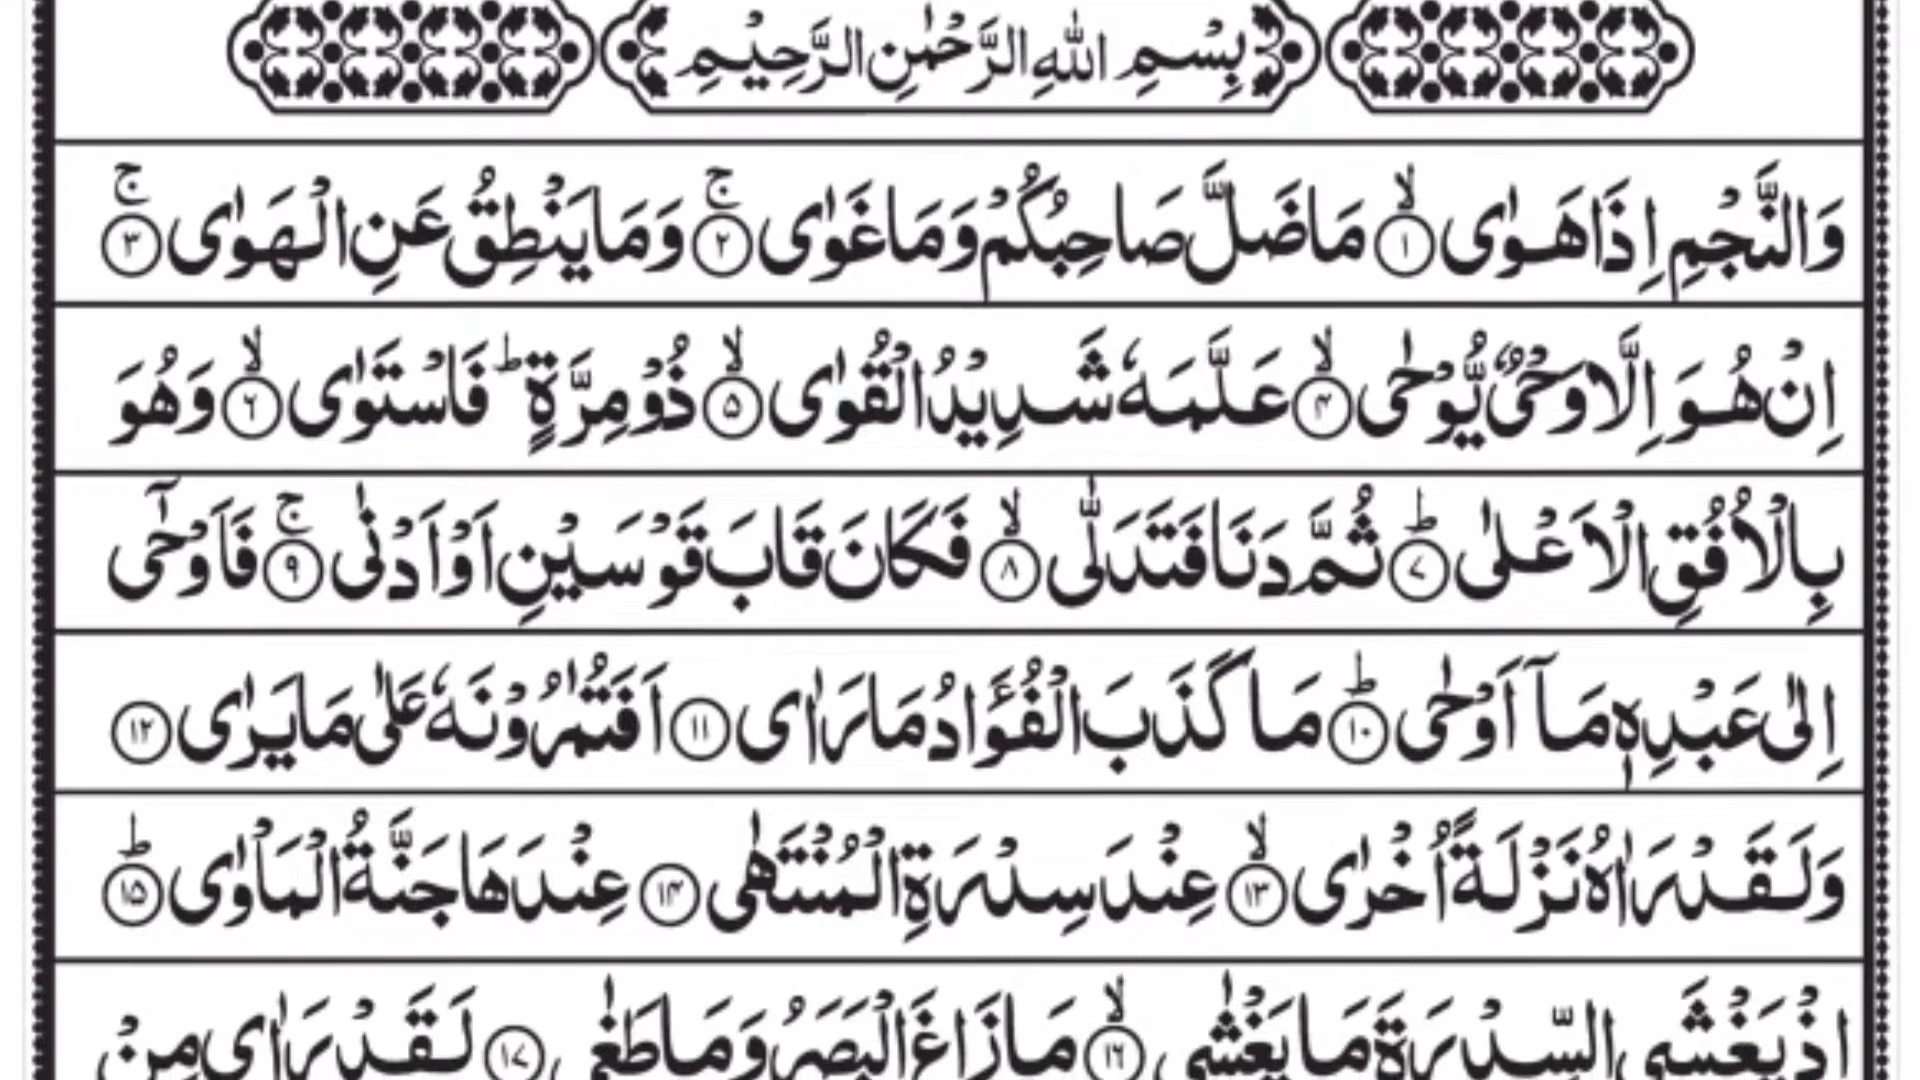 بِسْمِ اللهِ الرَّحْمٰنِ الرَّحِيْمِ
وَالنَّجْمِ اِذَا هَوٰى ۙ﴿۱﴾ مَا ضَلَّ صَاحِبُكُمْ وَمَا غَوٰى ۚ﴿۲﴾ وَمَا يَنْطِقُ عَنِ الْهَوٰى ۚ﴿۳﴾
اِنْ هُوَ اِلَّا وَحْىٌ يُّوْحٰى ۙ﴿۴﴾ عَلَّمَهٗ شَدِيْدُ الْقُوٰى ۙ﴿۵﴾ ذُوْ مِرَّةٍ ؕ فَاسْتَوٰى ۙ﴿۶﴾ وَهُوَ
بِالْاُفُقِ الْاَعْلٰى ؕ﴿۷﴾ ثُمَّ دَنَا فَتَدَلّٰى ۙ﴿۸﴾ فَكَانَ قَابَ قَوْسَيْنِ اَوْ اَدْنٰى ۚ﴿۹﴾ فَاَوْحٰۤى
اِلٰى عَبْدِهٖ مَاۤ اَوْحٰى ؕ﴿۱۰﴾ مَا كَذَبَ الْفُؤَادُ مَا رَاٰى ﴿۱۱﴾ اَفَتُمٰرُوْنَهٗ عَلٰى مَا يَرٰى ﴿۱۲﴾
وَلَقَدْ رَاٰهُ نَزْلَةً اُخْرٰى ۙ﴿۱۳﴾ عِنْدَ سِدْرَةِ الْمُنْتَهٰى ﴿۱۴﴾ عِنْدَهَا جَنَّةُ الْمَاْوٰى ؕ﴿۱۵﴾
اِذْ يَغْشَى السِّدْرَةَ مَا يَغْشٰى ۙ﴿۱۶﴾ مَا زَاغَ الْبَصَرُ وَمَا طَغٰى ﴿۱۷﴾ لَقَدْ رَاٰى مِنْ